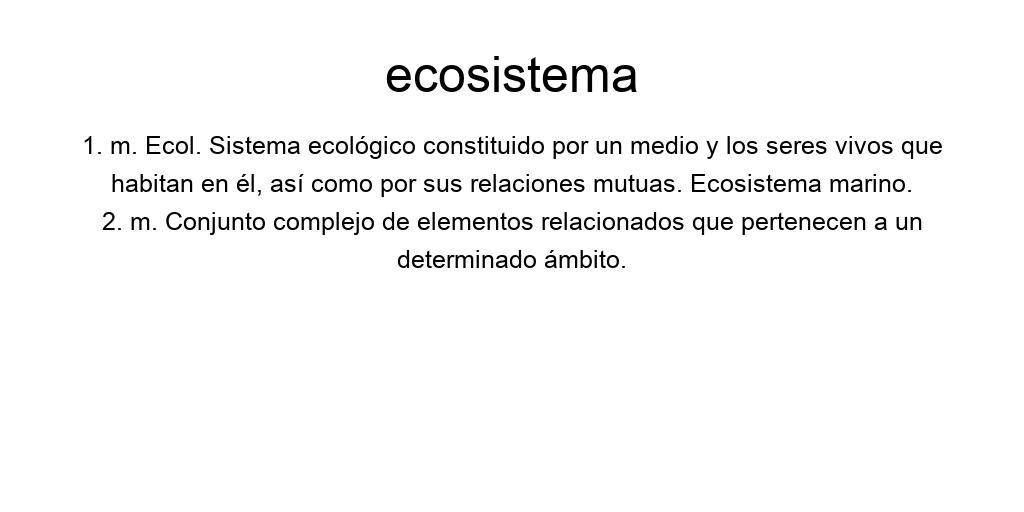 ecosistema
1. m. Ecol. Sistema ecológico constituido por un medio y los seres vivos que
habitan en él, así como por sus relaciones mutuas. Ecosistema marino.
2. m. Conjunto complejo de elementos relacionados que pertenecen a un
determinado ámbito.